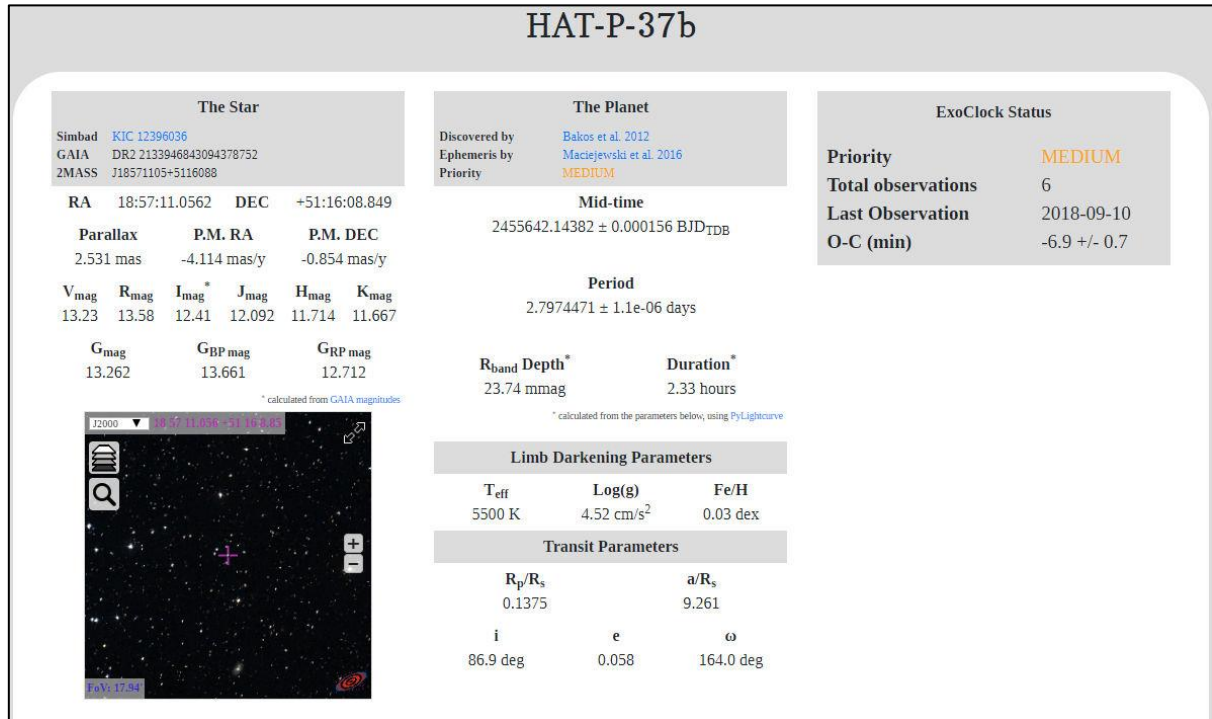 HAT-P-37b
The Star
Simbad KIC 12396036
GAIA DR2 2133946843094378752
2MASS J18571105+5116088
RA 18:57:11.0562 DEC +51:16:08.849
Parallax P.M. RA P.M. DEC
2.531 mas -4.114 mas/y -0.854 mas/y
Vmag Rmag Imag* Jmag Hmag Kmag
13.23 13.58 12.41 12.092 11.714 11.667
Gmag GBP mag GRP mag
13.262 13.661 12.712
* calculated from GAIA magnitudes
J2000 ▼ 18 57 11.056 +51 16 8.85
+
−
FoV: 17.94'
The Planet
Discovered by Bakos et al. 2012
Ephemeris by Maciejewski et al. 2016
Priority MEDIUM
Mid-time
2455642.14382 ± 0.000156 BJDTDB
Period
2.7974471 ± 1.1e-06 days
Rband Depth* Duration*
23.74 mmag 2.33 hours
* calculated from the parameters below, using PyLightcurve
Limb Darkening Parameters
Teff Log(g) Fe/H
5500 K 4.52 cm/s² 0.03 dex
Transit Parameters
Rp/Rs a/Rs
0.1375 9.261
i e ω
86.9 deg 0.058 164.0 deg
ExoClock Status
Priority MEDIUM
Total observations 6
Last Observation 2018-09-10
O-C (min) -6.9 +/- 0.7